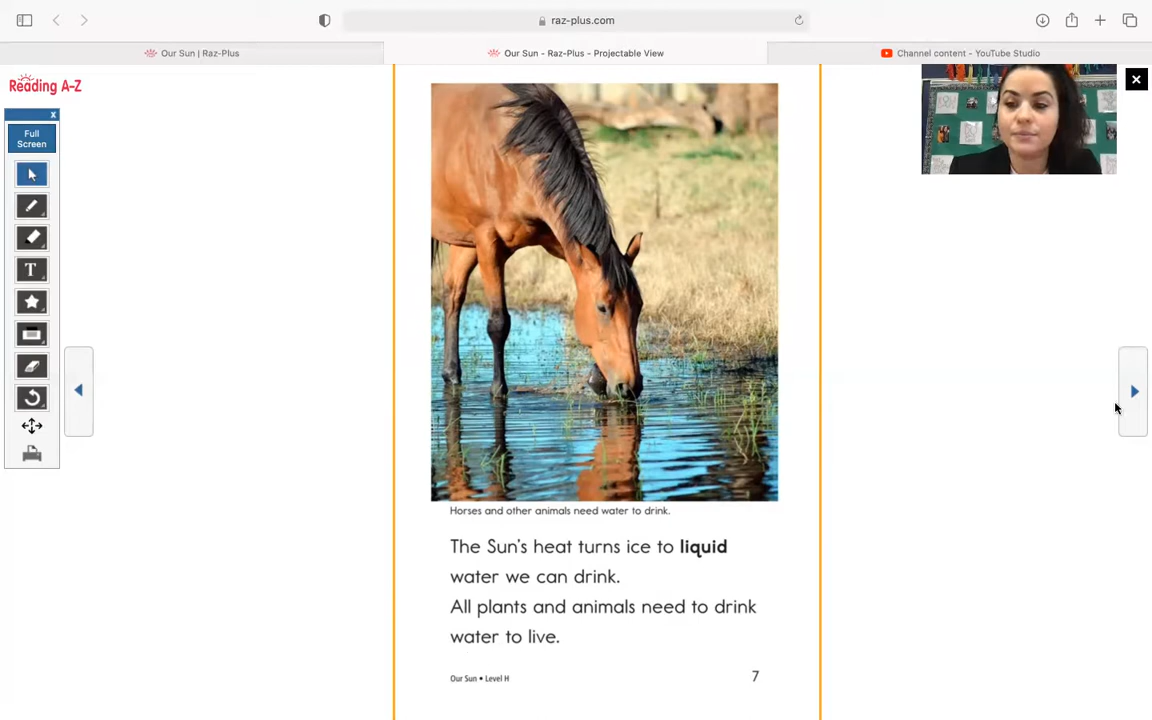 raz-plus.com
Our Sun | Raz-Plus
Our Sun - Raz-Plus - Projectable View
Channel content - YouTube Studio
Reading A-Z
x
Full
Screen
T
Horses and other animals need water to drink.
The Sun's heat turns ice to liquid
water we can drink.
All plants and animals need to drink
water to live.
Our Sun • Level H
7